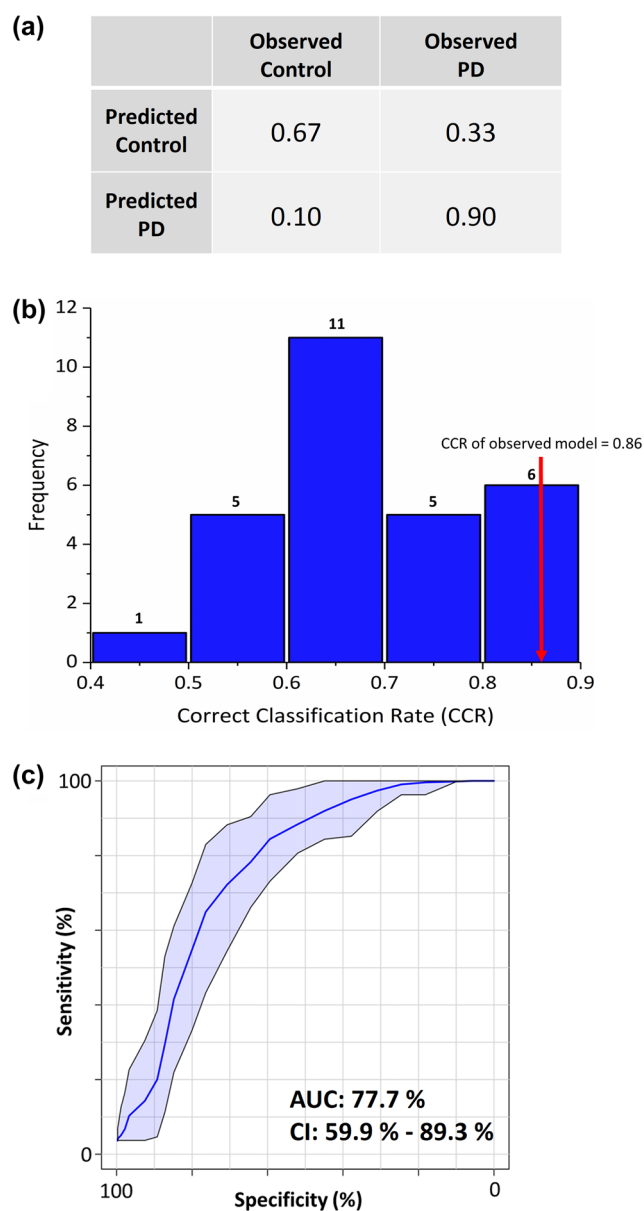 (a)
Observed Control
Observed PD
Predicted Control
0.67
0.33
Predicted PD
0.10
0.90
(b)
12
10
8
6
4
2
0
Frequency
1
5
11
5
6
CCR of observed model = 0.86
0.4
0.5
0.6
0.7
0.8
0.9
Correct Classification Rate (CCR)
(c)
100
0
Sensitivity (%)
AUC: 77.7 %
CI: 59.9 % - 89.3 %
100
0
Specificity (%)